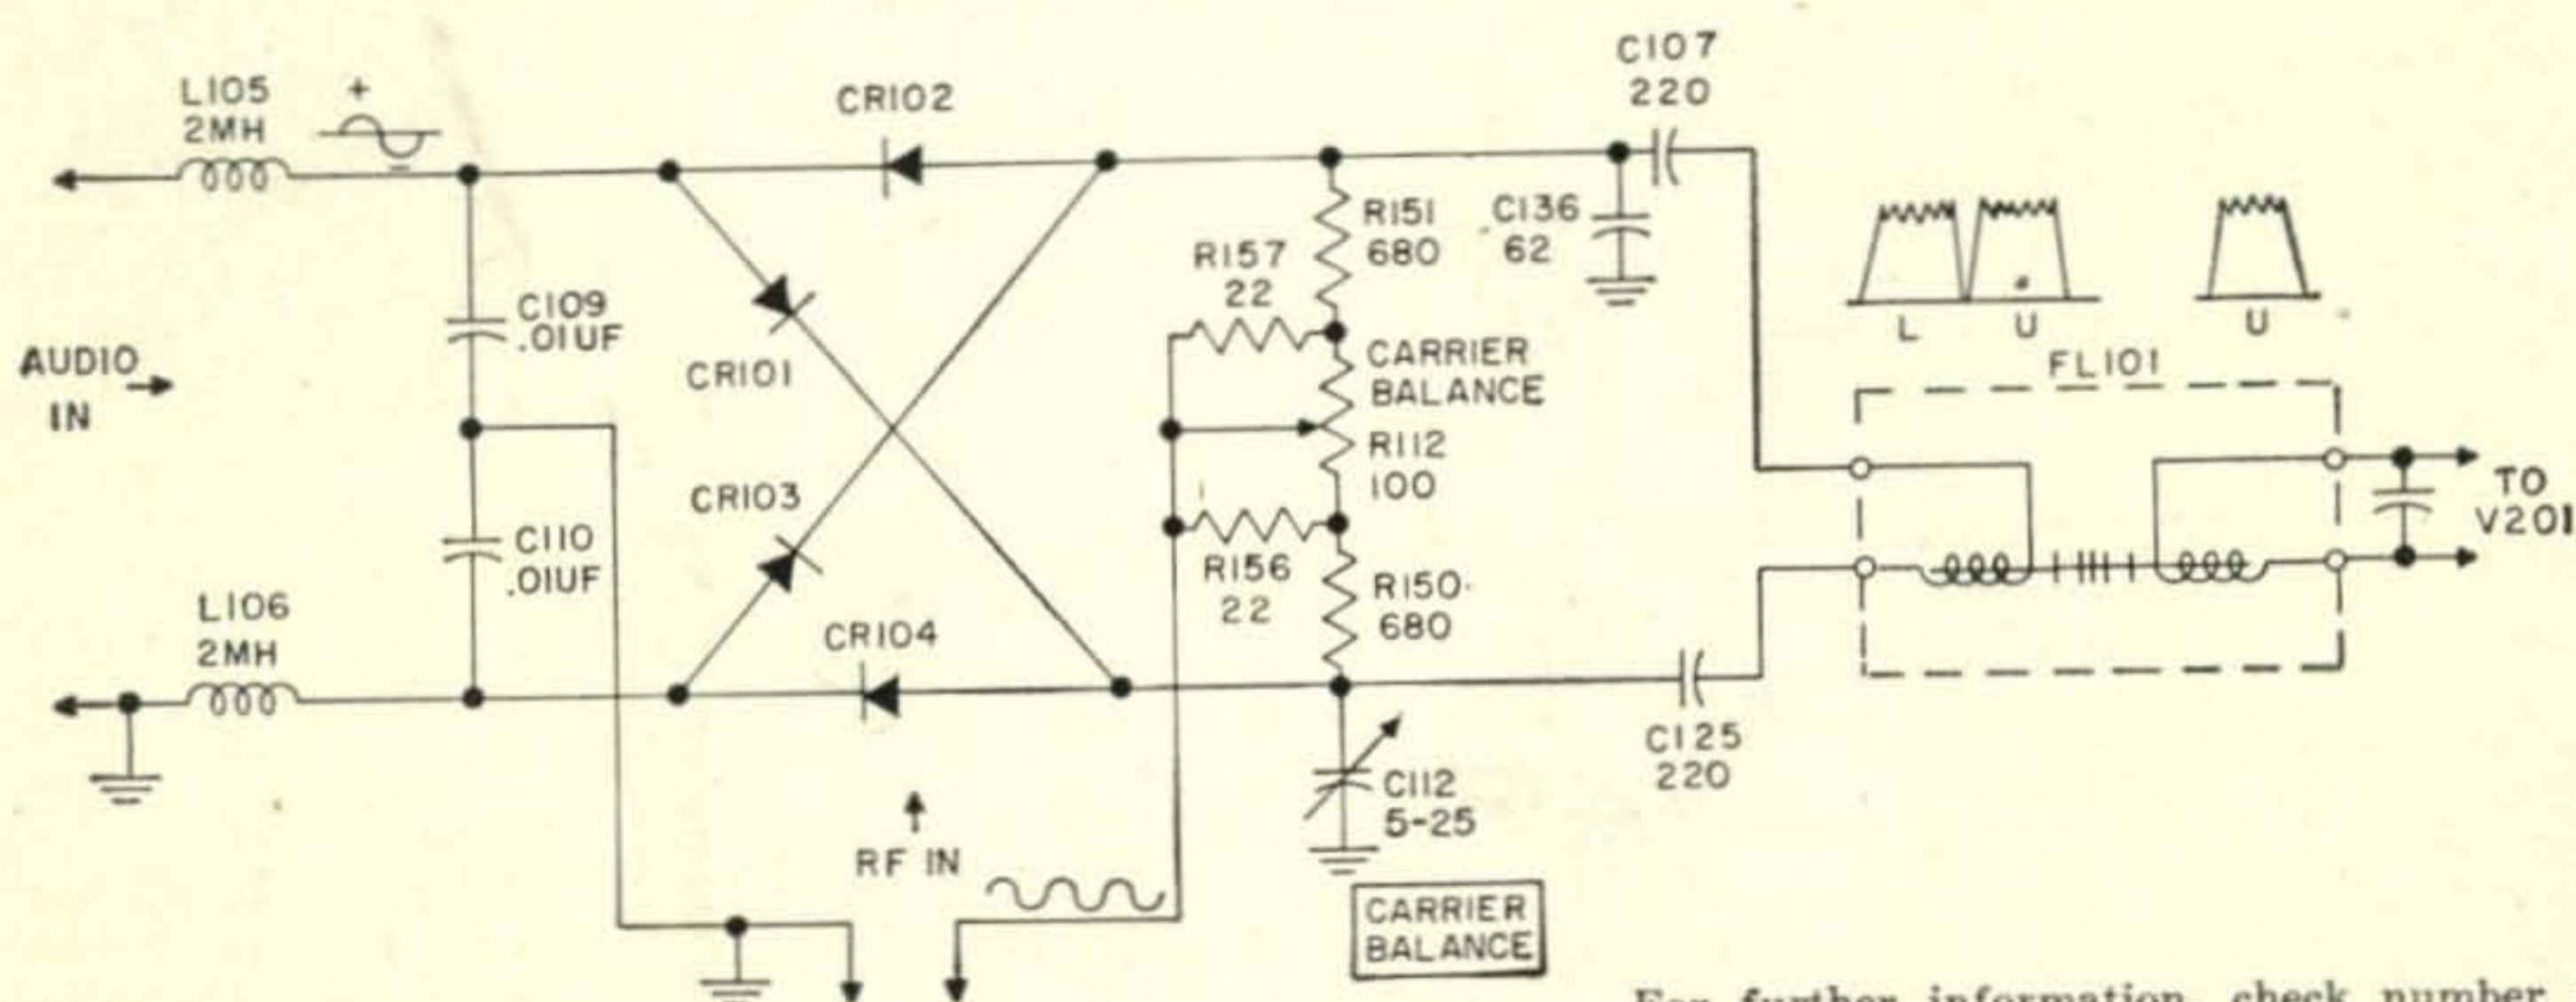 L105
2MH
+
-
CR102
C107
220
C109
.01UF
AUDIO
IN
CR101
R157
22
R151
680
C136
62
L
U
U
FL101
CARRIER
BALANCE
R112
100
CR103
C110
.01UF
TO
V201
L106
2MH
CR104
R156
22
R150
680
C125
220
C112
5-25
RF IN
CARRIER
BALANCE
For further information, check number